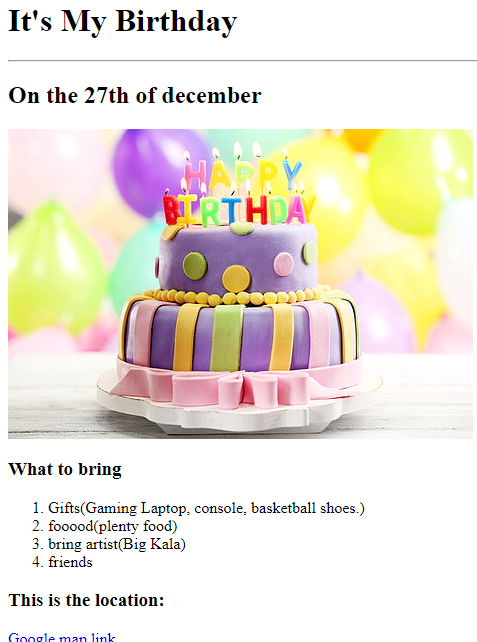 It's My Birthday
On the 27th of december
HAPPY
BIRTHDAY
What to bring
1. Gifts(Gaming Laptop, console, basketball shoes.)
2. fooood(plenty food)
3. bring artist(Big Kala)
4. friends
This is the location:
Google map link